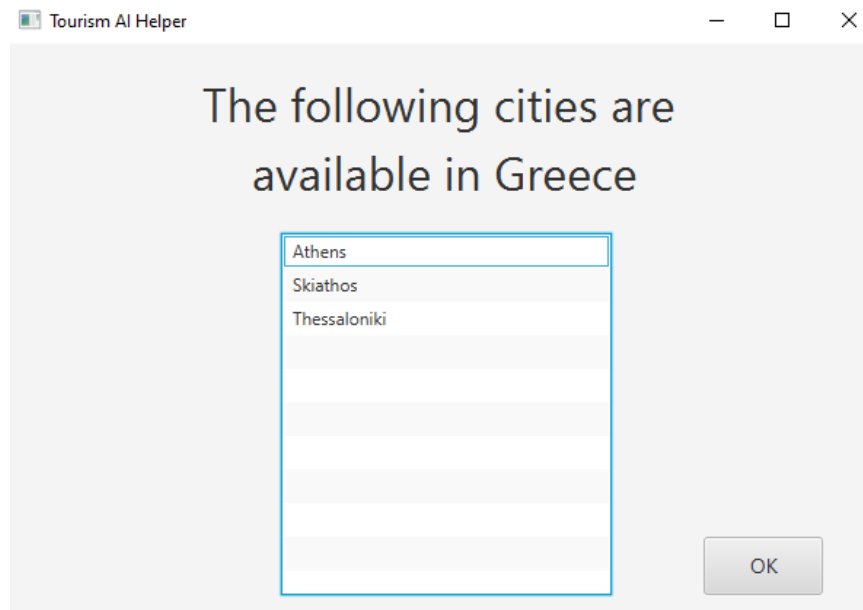 Tourism AI Helper
The following cities are
available in Greece
Athens
Skiathos
Thessaloniki
OK